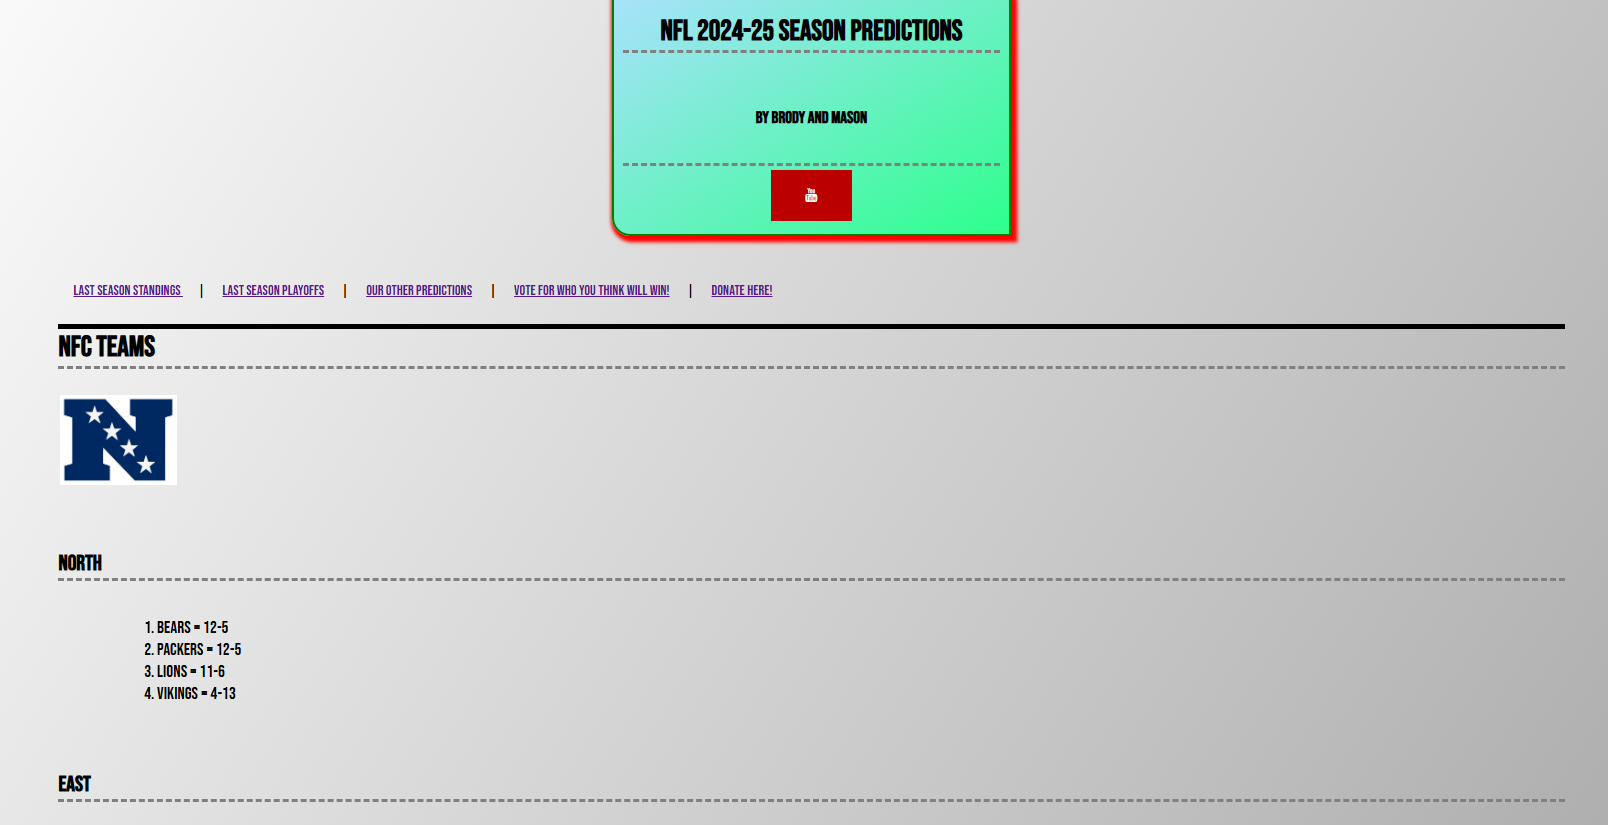 NFL 2024-25 SEASON PREDICTIONS
BY BRODY AND MASON
You
Tube
LAST SEASON STANDINGS | LAST SEASON PLAYOFFS | OUR OTHER PREDICTIONS | VOTE FOR WHO YOU THINK WILL WIN! | DONATE HERE!
NFC TEAMS
N
NORTH
1. BEARS = 12-5
2. PACKERS = 12-5
3. LIONS = 11-6
4. VIKINGS = 4-13
EAST